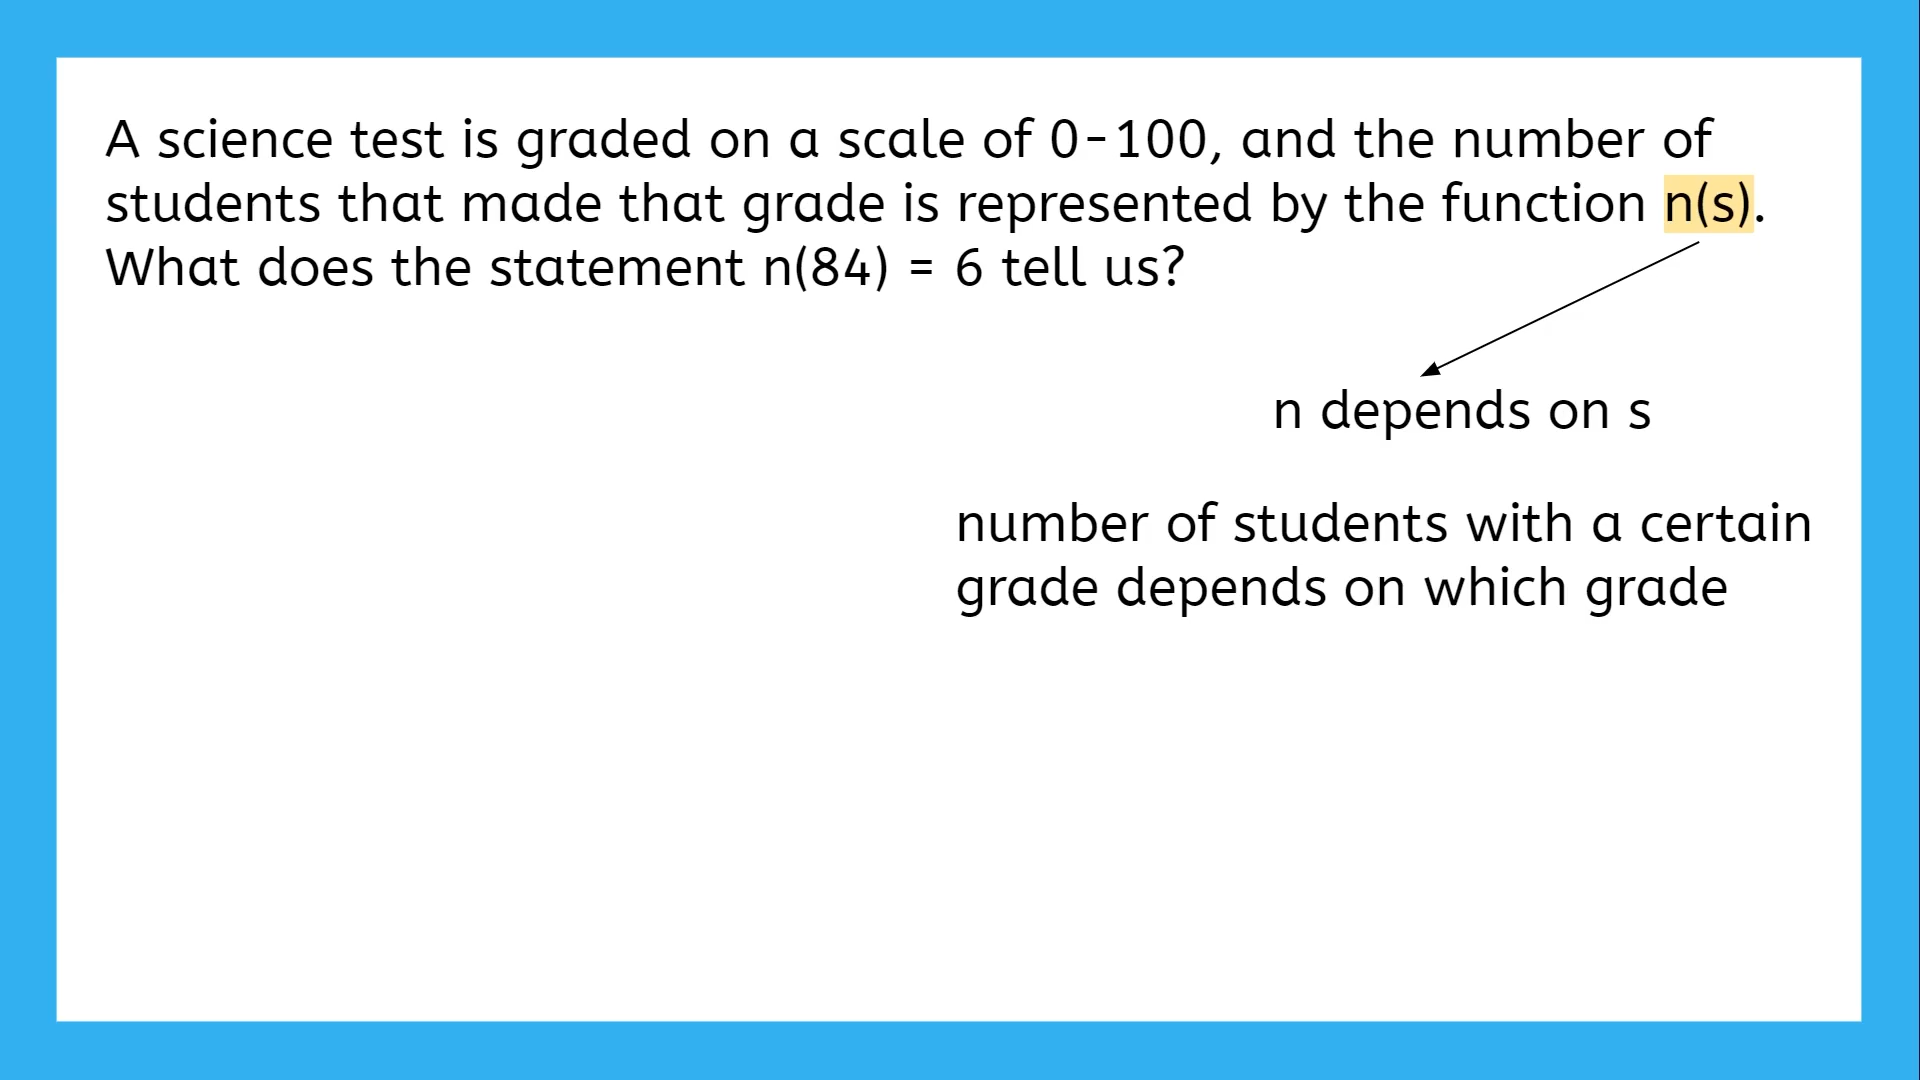 A science test is graded on a scale of 0-100, and the number of
students that made that grade is represented by the function n(s).
What does the statement n(84) = 6 tell us?
n depends on s
number of students with a certain
grade depends on which grade